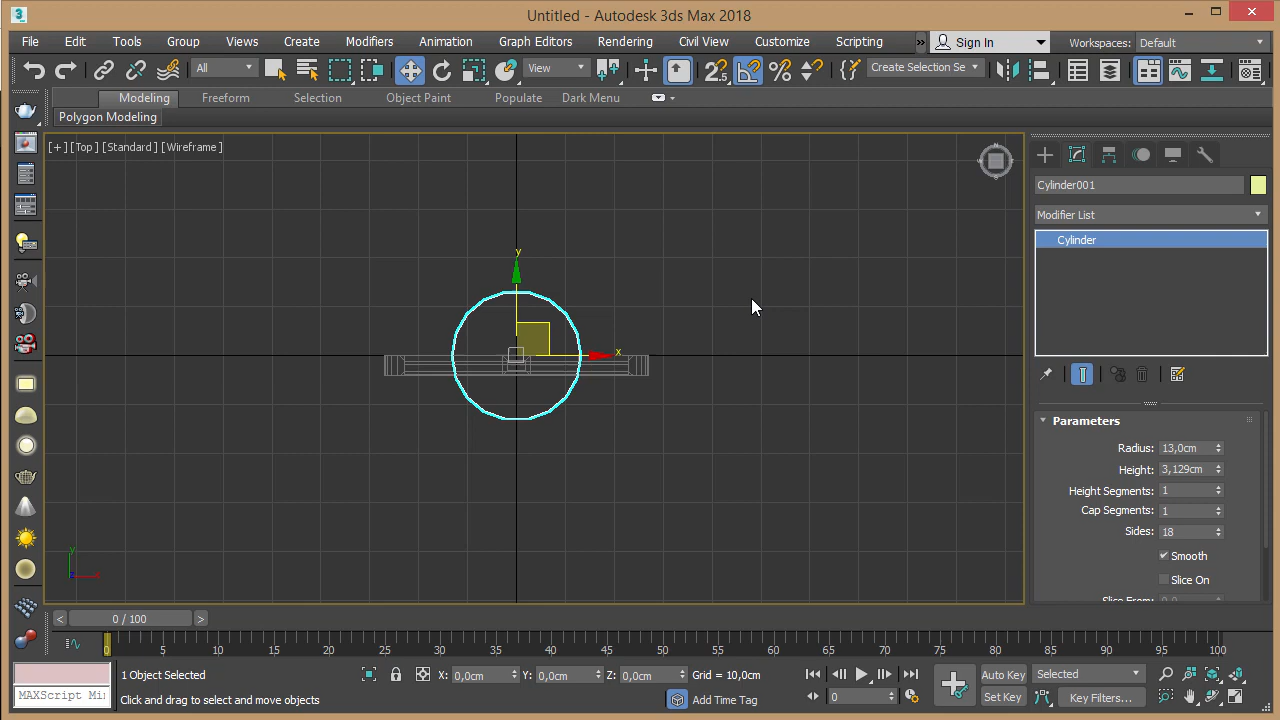 Untitled - Autodesk 3ds Max 2018
File Edit Tools Group Views Create Modifiers Animation Graph Editors Rendering Civil View Customize Scripting » Sign In Workspaces: Default
All View Create Selection Se
Modeling Freeform Selection Object Paint Populate Dark Menu
Polygon Modeling
[+] [Top] [Standard] [Wireframe]
Cylinder001
Modifier List
Cylinder
y
x
Parameters
Radius: 13,0cm
Height: 3,129cm
Height Segments: 1
Cap Segments: 1
Sides: 18
Smooth
Slice On
Slice From: 0,0
y
z x
< 0 / 100 >
0 5 10 15 20 25 30 35 40 45 50 55 60 65 70 75 80 85 90 95 100
1 Object Selected X: 0,0cm Y: 0,0cm Z: 0,0cm Grid = 10,0cm Auto Key Selected
MAXScript Mi Click and drag to select and move objects Add Time Tag 0 Set Key Key Filters...